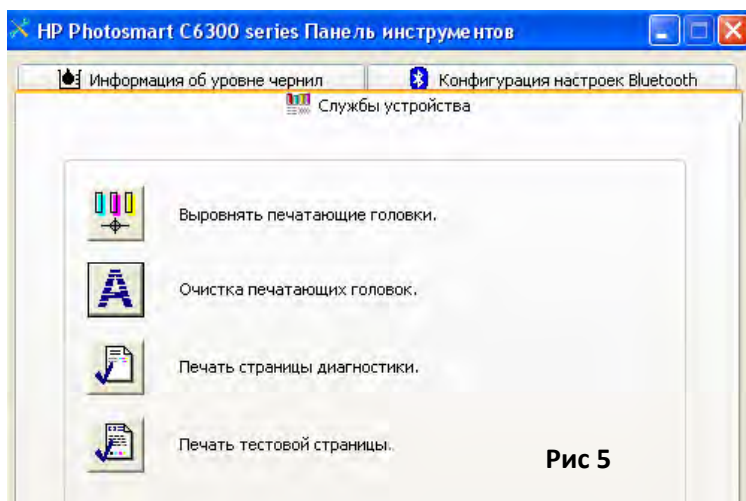 HP Photosmart C6300 series Панель инструментов
Информация об уровне чернил
Конфигурация настроек Bluetooth
Службы устройства
Выровнять печатающие головки.
Очистка печатающих головок.
Печать страницы диагностики.
Печать тестовой страницы.
Рис 5